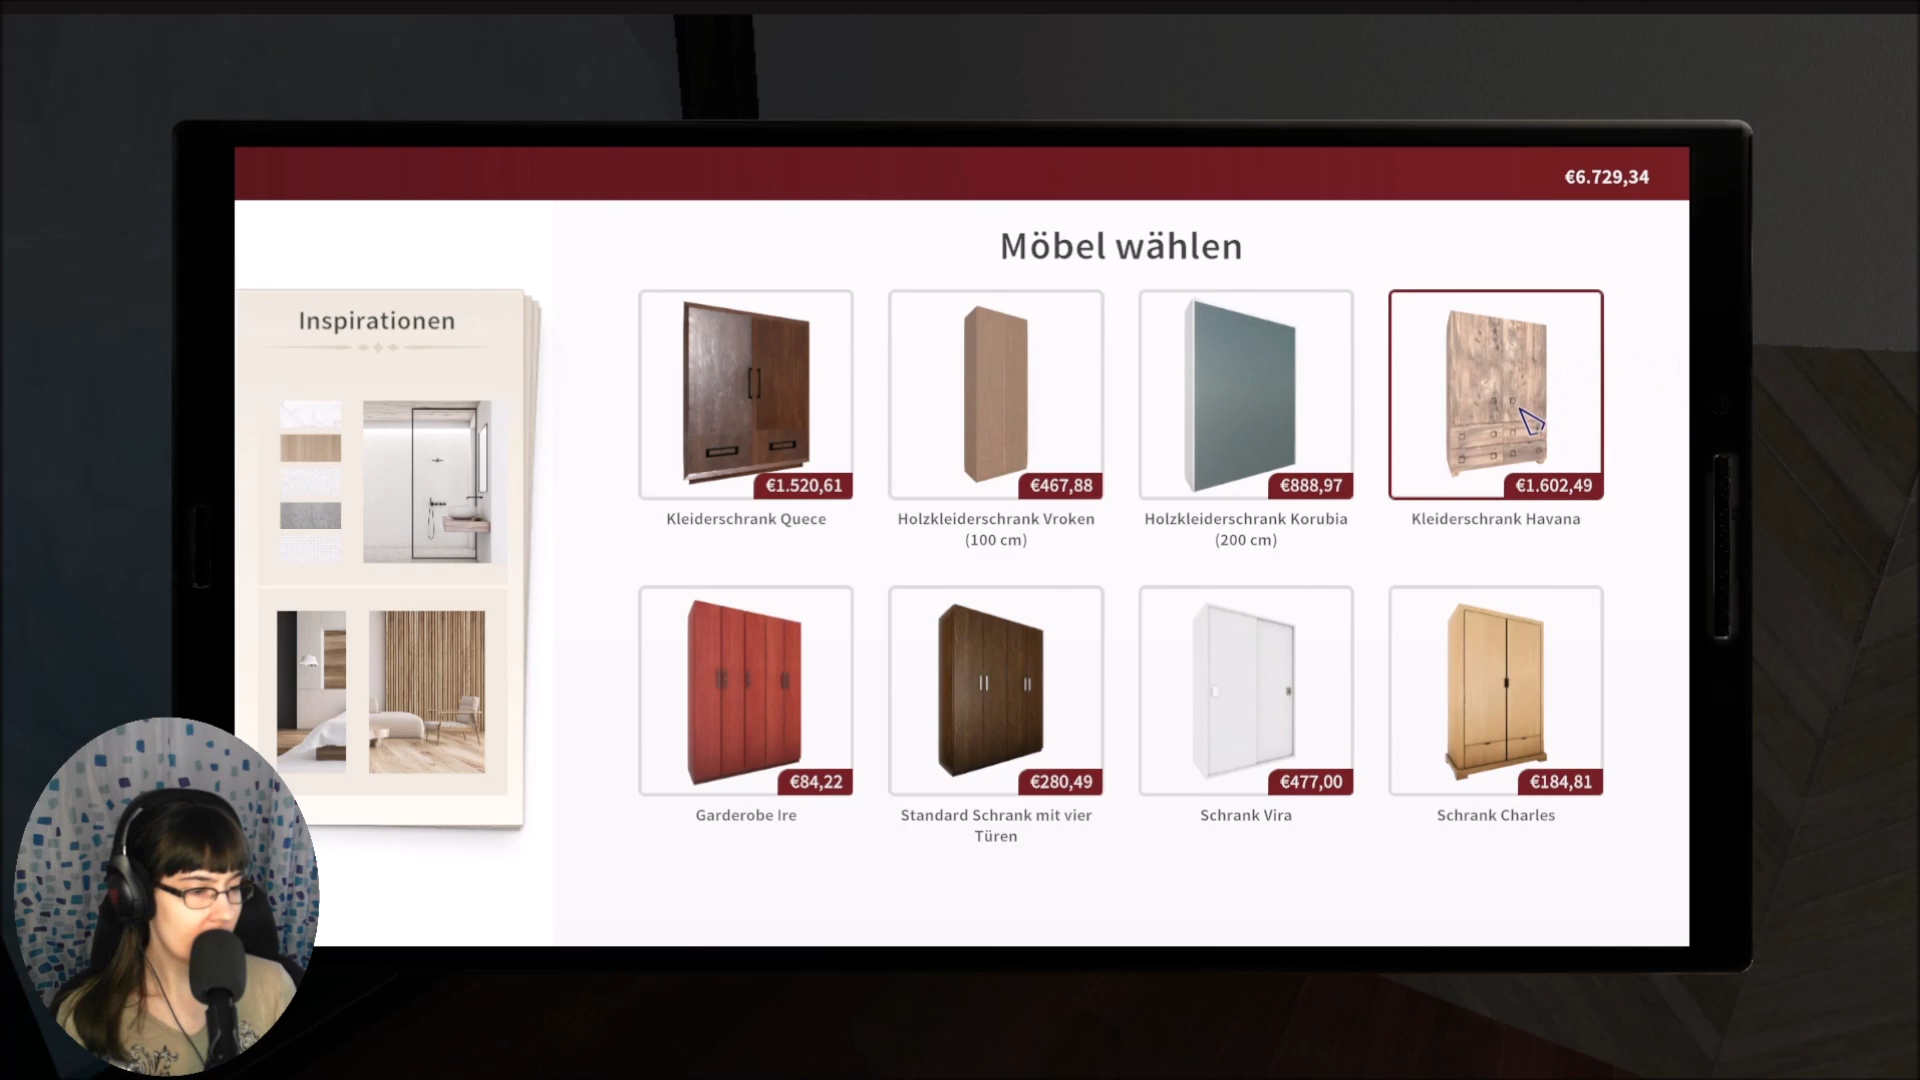 €6.729,34
Möbel wählen
Inspirationen
€1.520,61
Kleiderschrank Quece
€467,88
Holzkleiderschrank Vroken
(100 cm)
€888,97
Holzkleiderschrank Korubia
(200 cm)
€1.602,49
Kleiderschrank Havana
€84,22
Garderobe Ire
€280,49
Standard Schrank mit vier
Türen
€477,00
Schrank Vira
€184,81
Schrank Charles